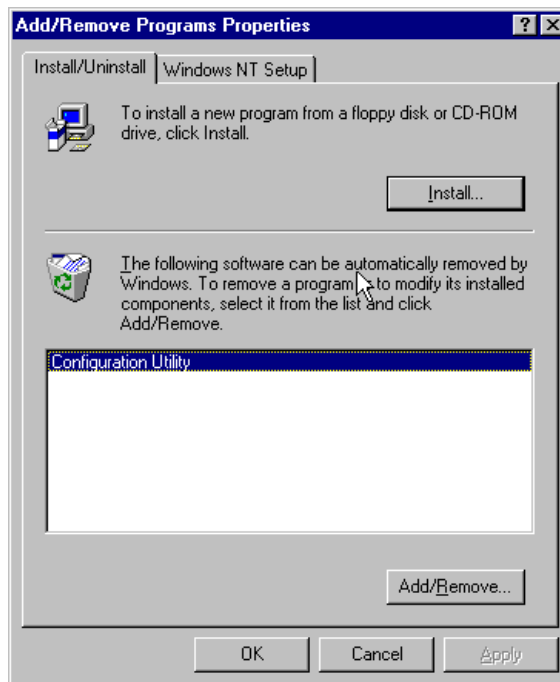 Add/Remove Programs Properties
Install/Uninstall
Windows NT Setup
To install a new program from a floppy disk or CD-ROM
drive, click Install.
Install...
The following software can be automatically removed by
Windows. To remove a program to modify its installed
components, select it from the list and click
Add/Remove.
Configuration Utility
Add/Remove...
OK
Cancel
Apply